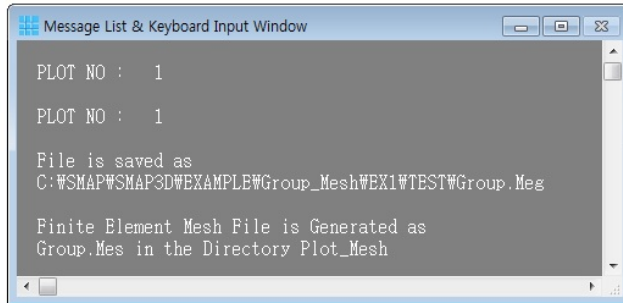 Message List & Keyboard Input Window
PLOT NO :   1
PLOT NO :   1
File is saved as
C:₩SMAP₩SMAP3D₩EXAMPLE₩Group_Mesh₩EX1₩TEST₩Group.Meg
Finite Element Mesh File is Generated as
Group.Mes in the Directory Plot_Mesh